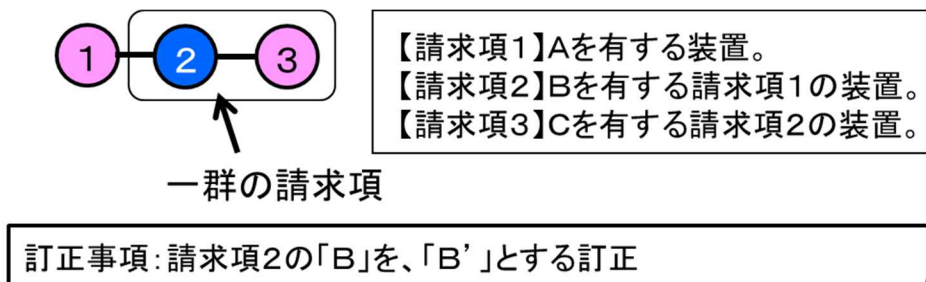 1 2 3
【請求項1】Aを有する装置。
【請求項2】Bを有する請求項1の装置。
【請求項3】Cを有する請求項2の装置。
一群の請求項
訂正事項:請求項2の「B」を、「B’」とする訂正